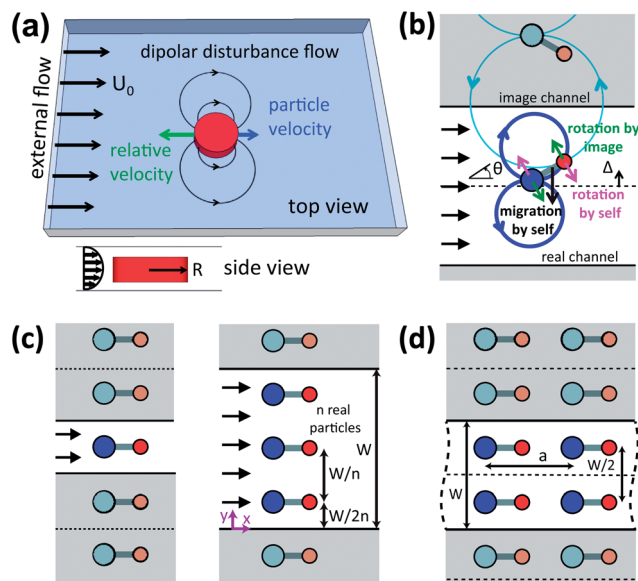 (a)
dipolar disturbance flow
external flow
U₀
particle
velocity
relative
velocity
top view
R
side view
(b)
image channel
rotation by
image
θ
Δ
rotation
by self
migration
by self
real channel
(c)
n real
particles
W
W/n
W/2n
y
x
(d)
a
W
W/2